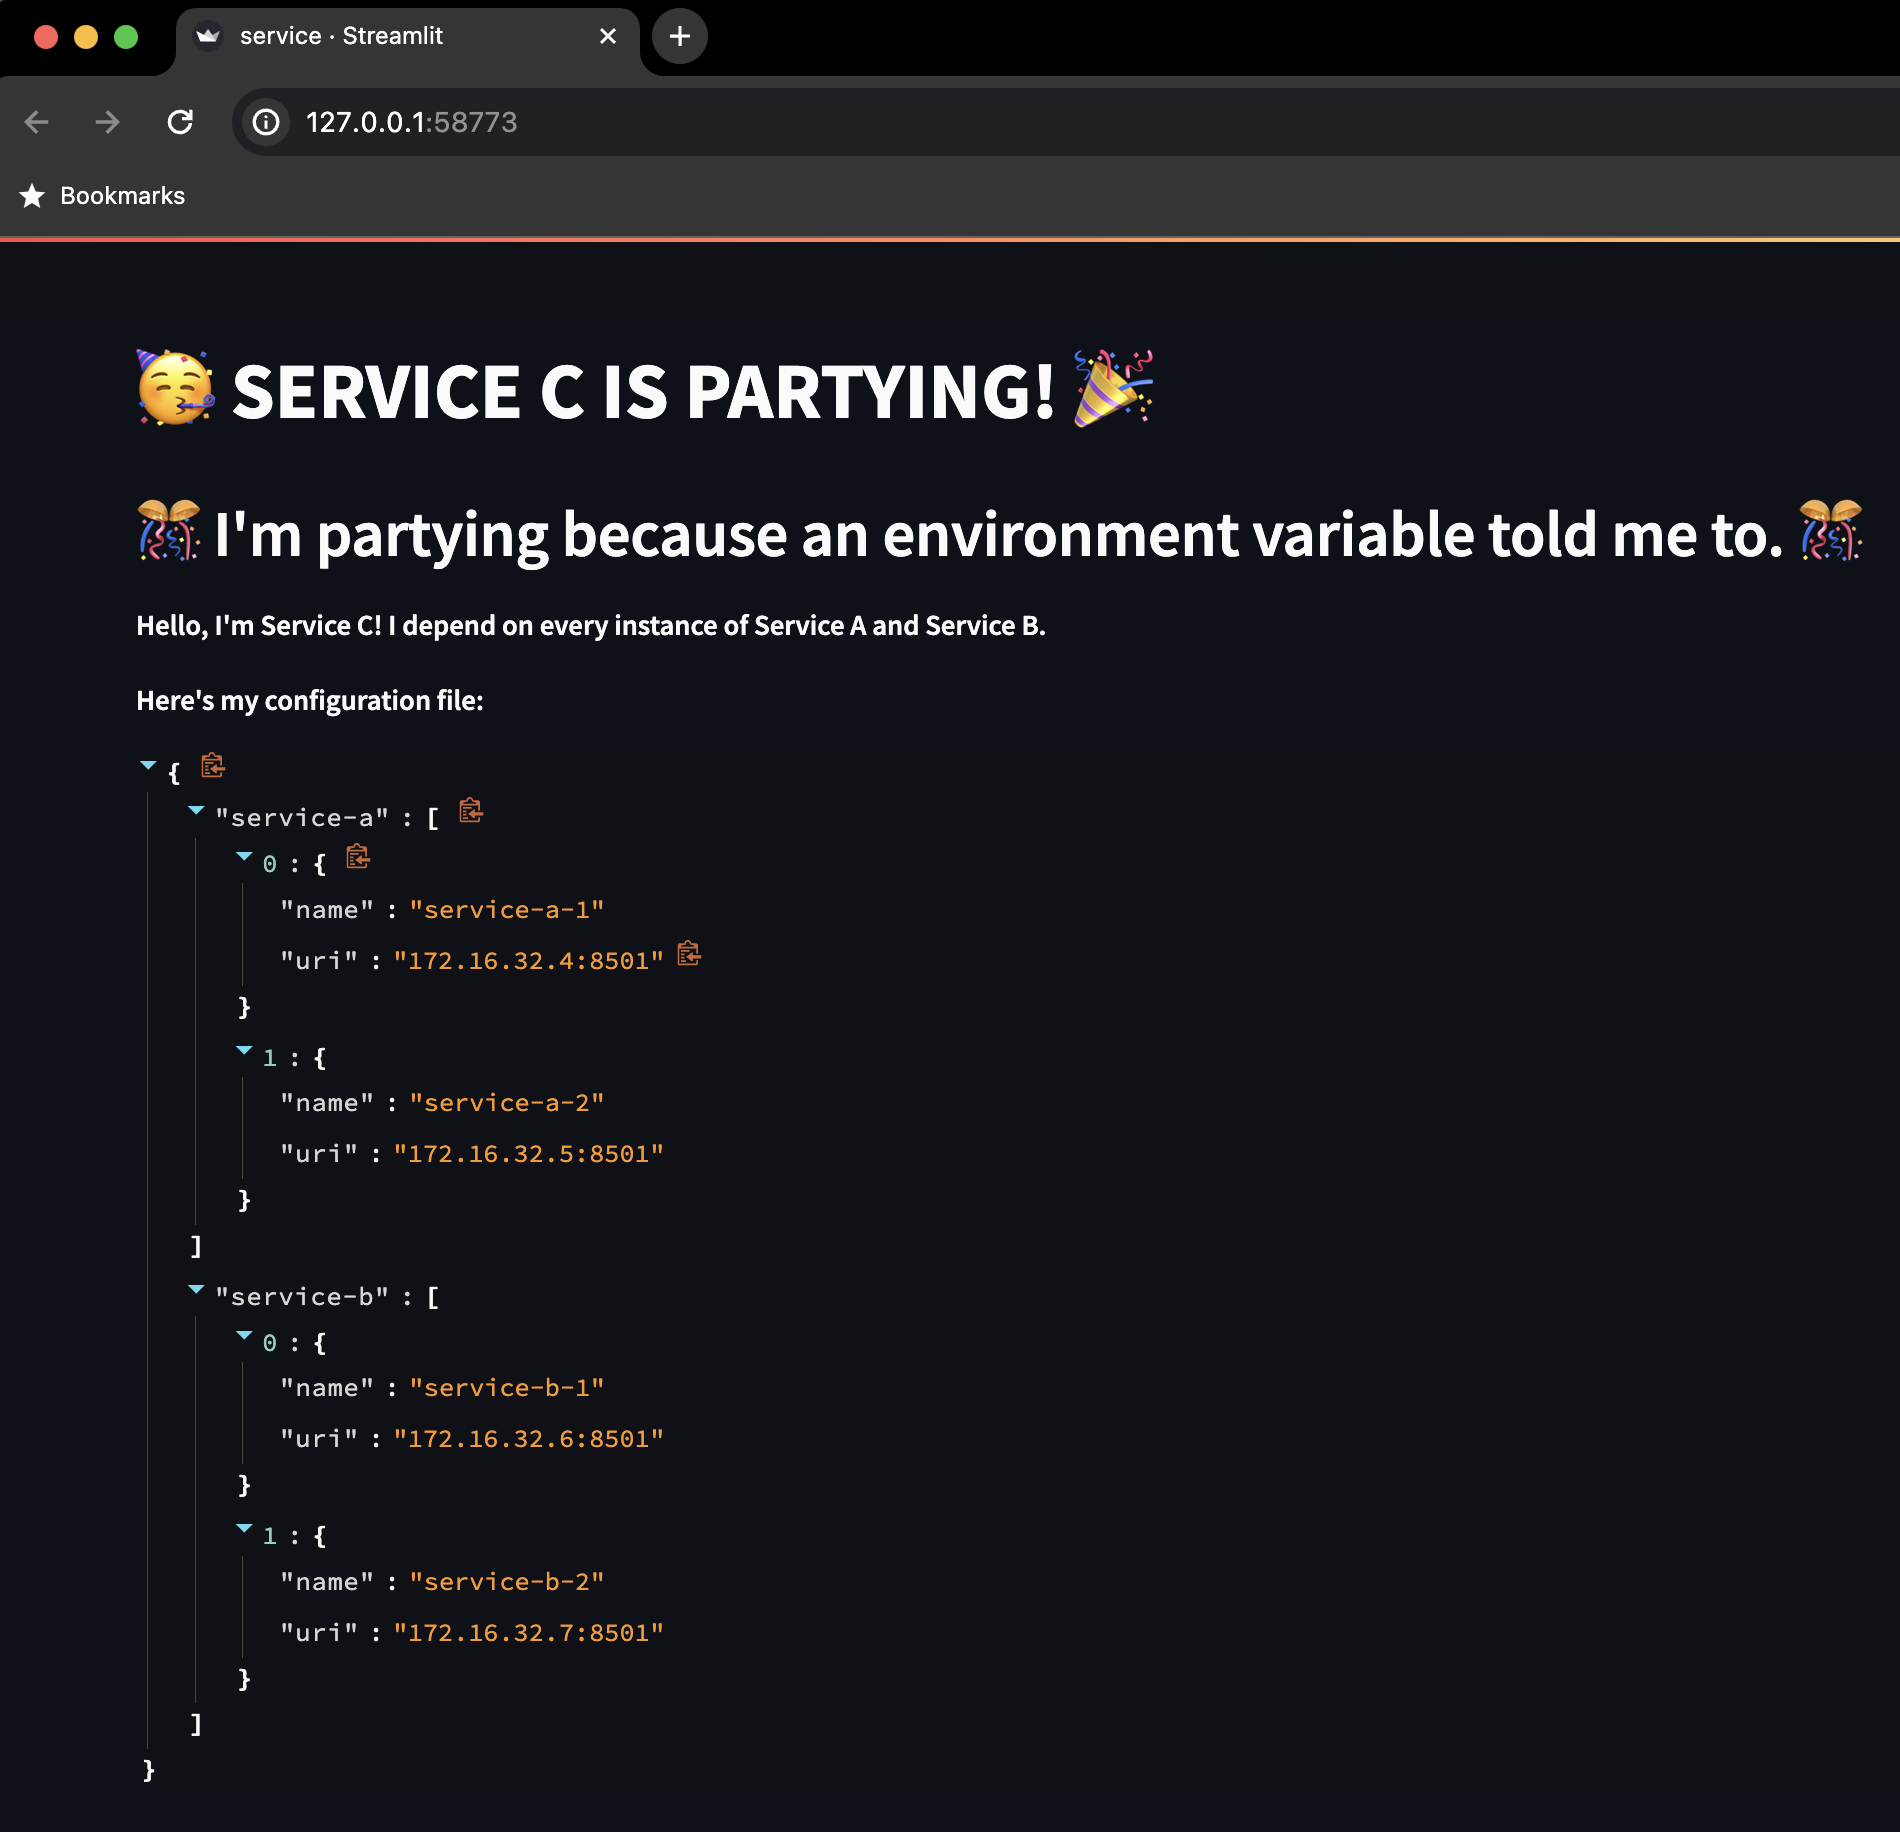 service · Streamlit
127.0.0.1:58773
Bookmarks
🥳 SERVICE C IS PARTYING! 🎉
🎊 I'm partying because an environment variable told me to. 🎊
Hello, I'm Service C! I depend on every instance of Service A and Service B.
Here's my configuration file:
{
"service-a" : [
0 : {
"name" : "service-a-1"
"uri" : "172.16.32.4:8501"
}
1 : {
"name" : "service-a-2"
"uri" : "172.16.32.5:8501"
}
]
"service-b" : [
0 : {
"name" : "service-b-1"
"uri" : "172.16.32.6:8501"
}
1 : {
"name" : "service-b-2"
"uri" : "172.16.32.7:8501"
}
]
}